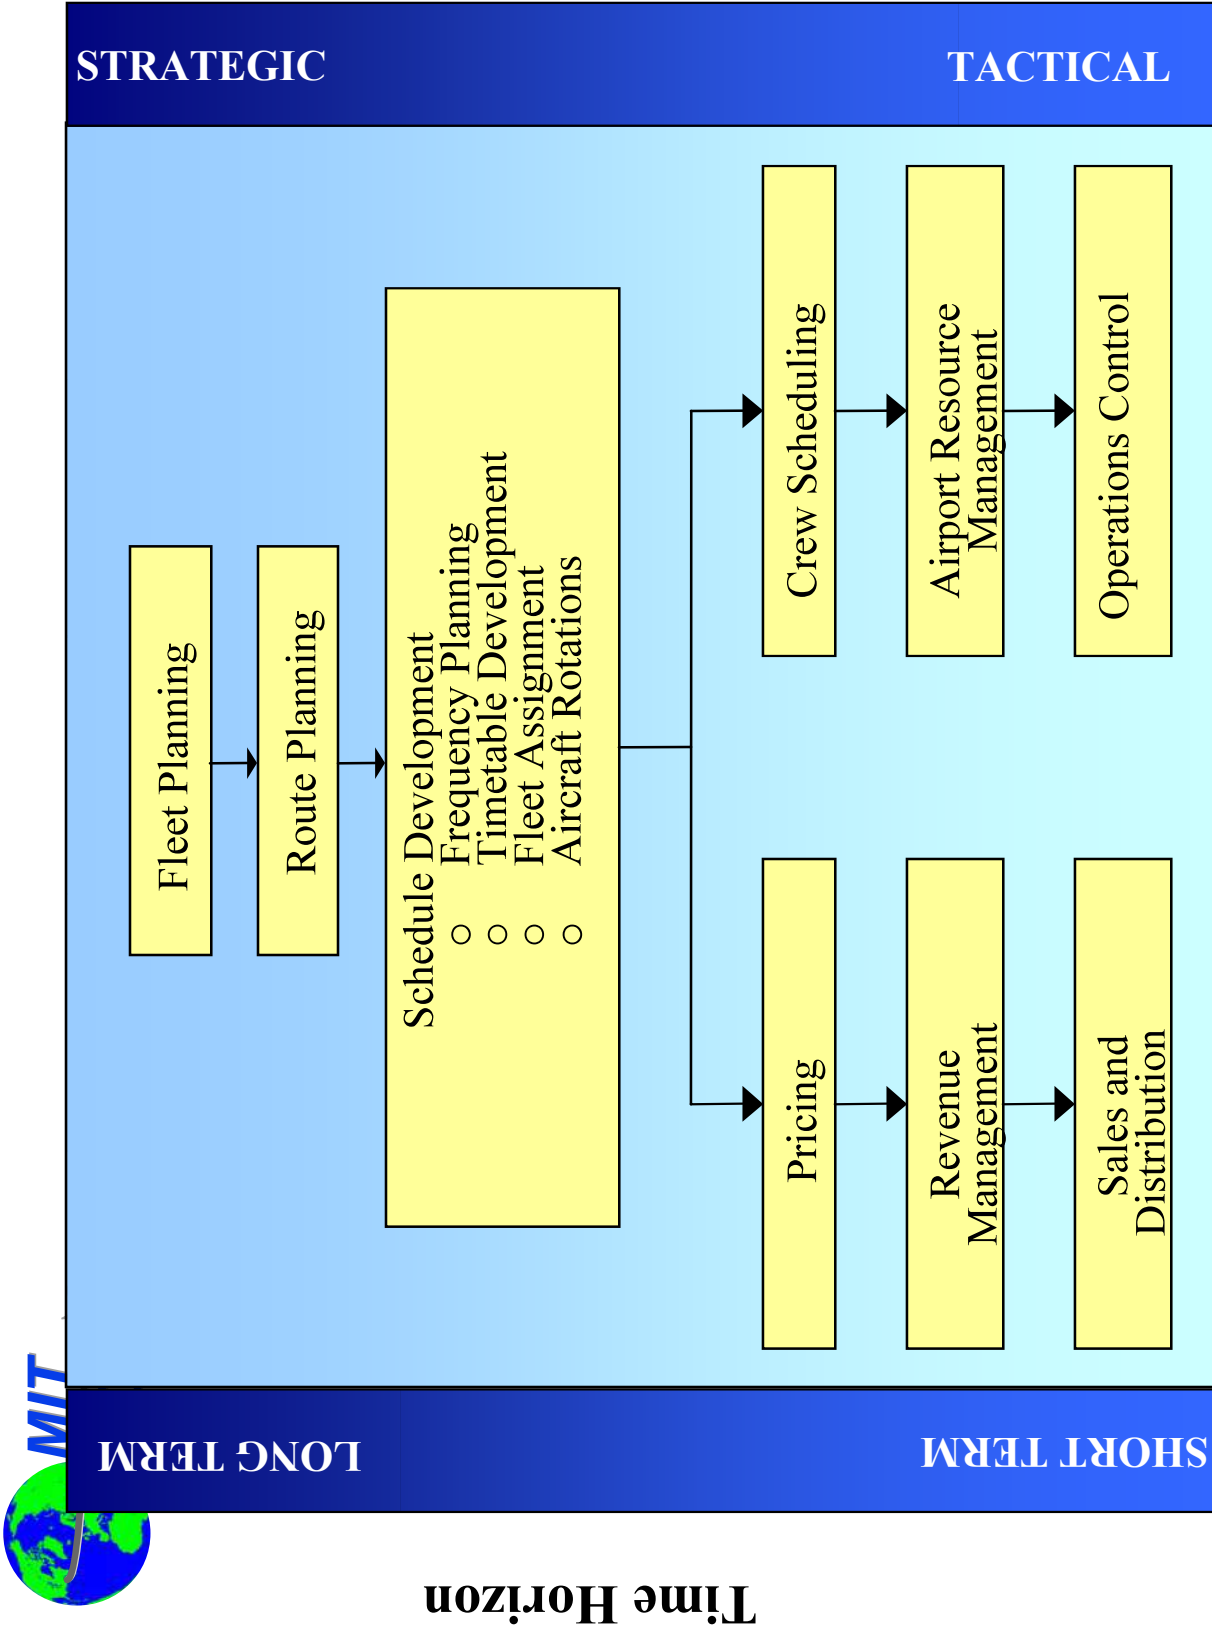 MIT
Time Horizon
LONG TERM
SHORT TERM
STRATEGIC
TACTICAL
Fleet Planning
Route Planning
Schedule Development
○ Frequency Planning
○ Timetable Development
○ Fleet Assignment
○ Aircraft Rotations
Pricing
Crew Scheduling
Revenue
Management
Airport Resource
Management
Sales and
Distribution
Operations Control